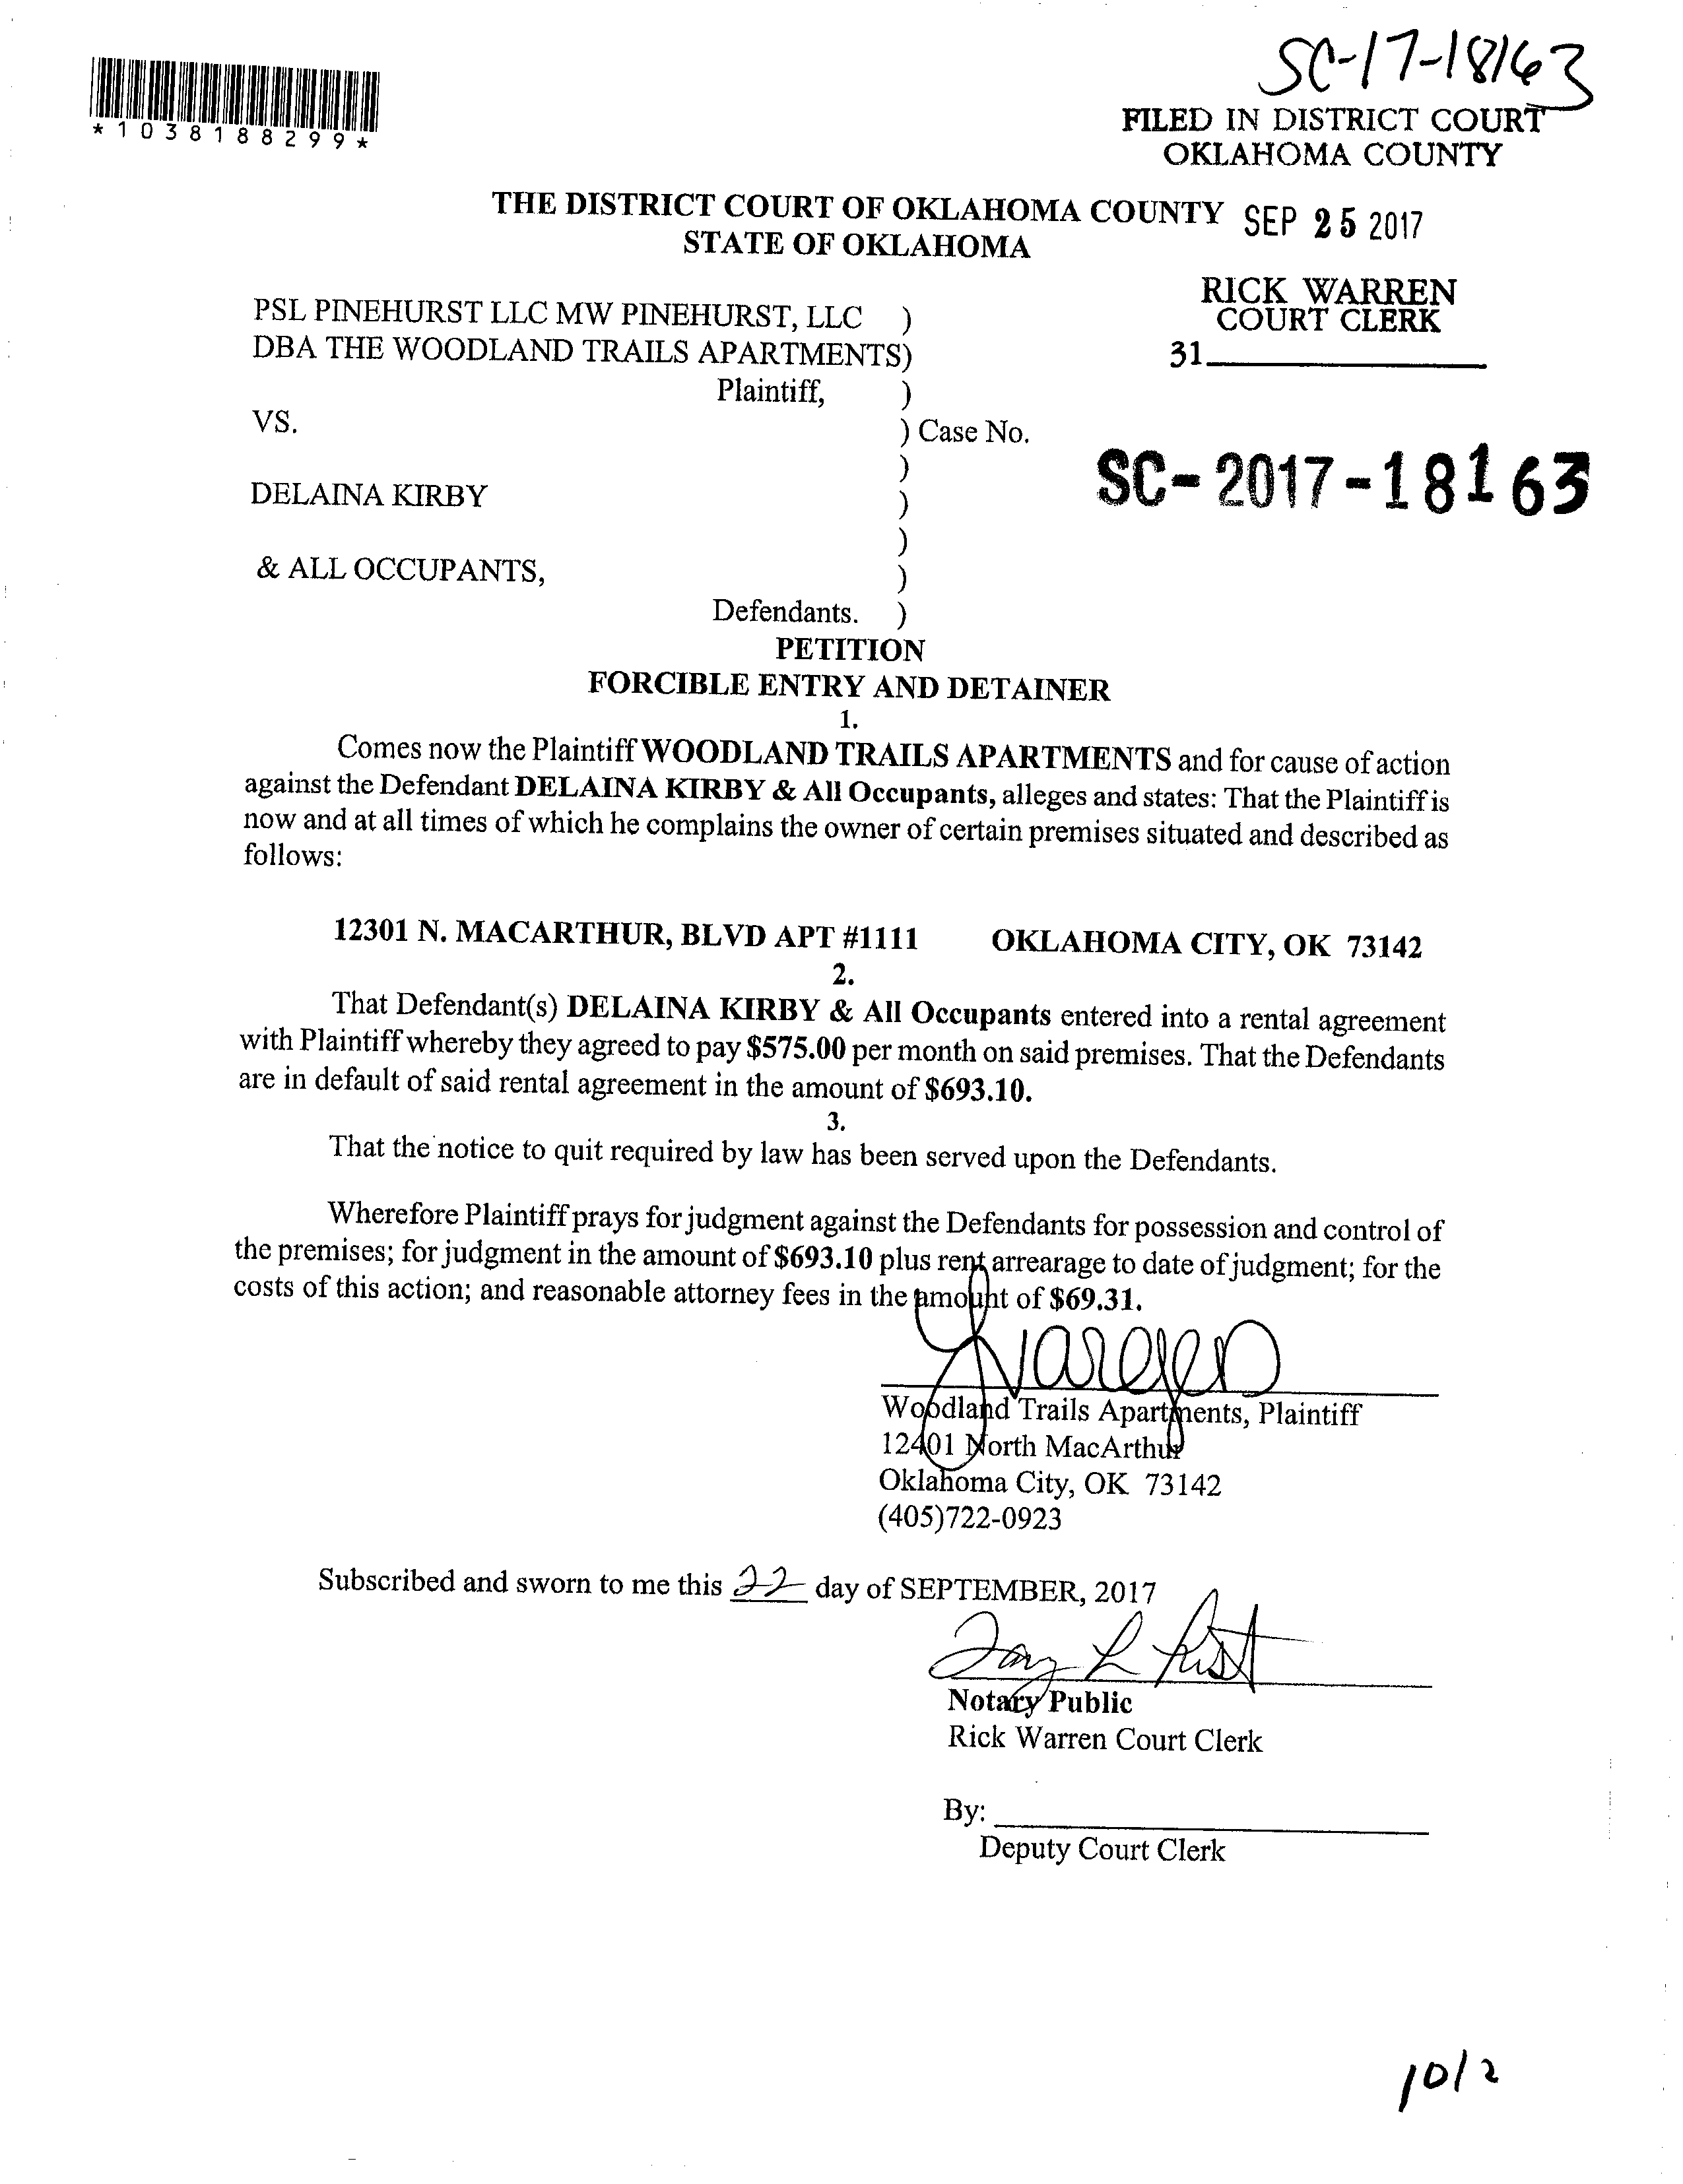 SC-17-18163
*1038188299*
FILED IN DISTRICT COURT
OKLAHOMA COUNTY
THE DISTRICT COURT OF OKLAHOMA COUNTY
SEP 25 2017
STATE OF OKLAHOMA
RICK WARREN
COURT CLERK
31
PSL PINEHURST LLC MW PINEHURST, LLC )
DBA THE WOODLAND TRAILS APARTMENTS)
Plaintiff, )
VS.
) Case No.
SC-2017-18163
)
DELAINA KIRBY )
)
& ALL OCCUPANTS, )
Defendants. )
PETITION
FORCIBLE ENTRY AND DETAINER
1.
Comes now the Plaintiff WOODLAND TRAILS APARTMENTS and for cause of action
against the Defendant DELAINA KIRBY & All Occupants, alleges and states: That the Plaintiff is
now and at all times of which he complains the owner of certain premises situated and described as
follows:
12301 N. MACARTHUR, BLVD APT #1111 OKLAHOMA CITY, OK 73142
2.
That Defendant(s) DELAINA KIRBY & All Occupants entered into a rental agreement
with Plaintiff whereby they agreed to pay $575.00 per month on said premises. That the Defendants
are in default of said rental agreement in the amount of $693.10.
3.
That the notice to quit required by law has been served upon the Defendants.
Wherefore Plaintiff prays for judgment against the Defendants for possession and control of
the premises; for judgment in the amount of $693.10 plus rent arrearage to date of judgment; for the
costs of this action; and reasonable attorney fees in the amount of $69.31.
Woodland Trails Apartments, Plaintiff
12401 North MacArthur
Oklahoma City, OK 73142
(405)722-0923
Subscribed and sworn to me this 22 day of SEPTEMBER, 2017
Notary Public
Rick Warren Court Clerk
By:
Deputy Court Clerk
10/2